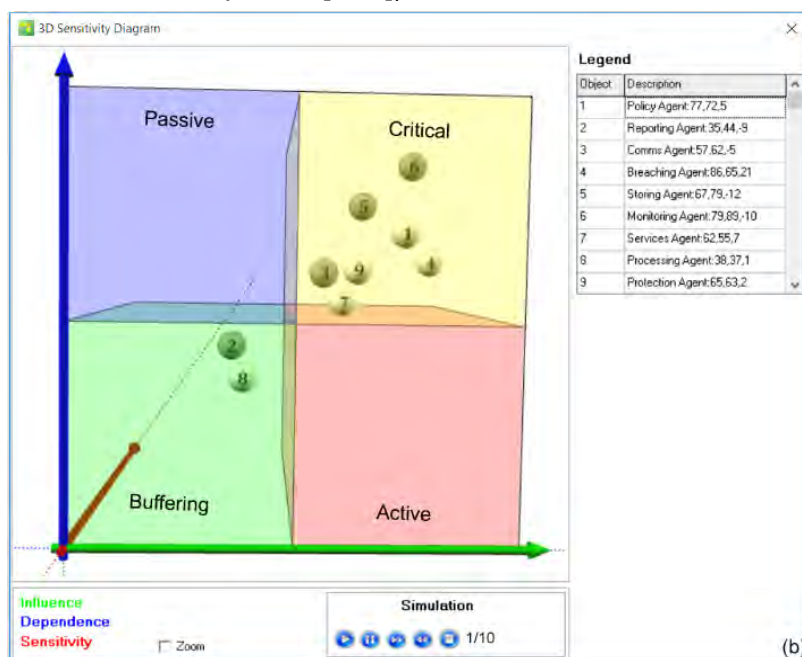 3D Sensitivity Diagram
Passive
Critical
6
5
1
9
4
7
2
8
Buffering
Active
Legend
Object Description
1 Policy Agent:77,72,5
2 Reporting Agent:35,44,-9
3 Comms Agent:57,62,-5
4 Breaching Agent:86,65,21
5 Storing Agent:67,79,-12
6 Monitoring Agent:79,89,-10
7 Services Agent:62,55,7
8 Processing Agent:38,37,1
9 Protection Agent:65,63,2
Influence
Dependence
Sensitivity
Zoom
Simulation
1/10
(b)